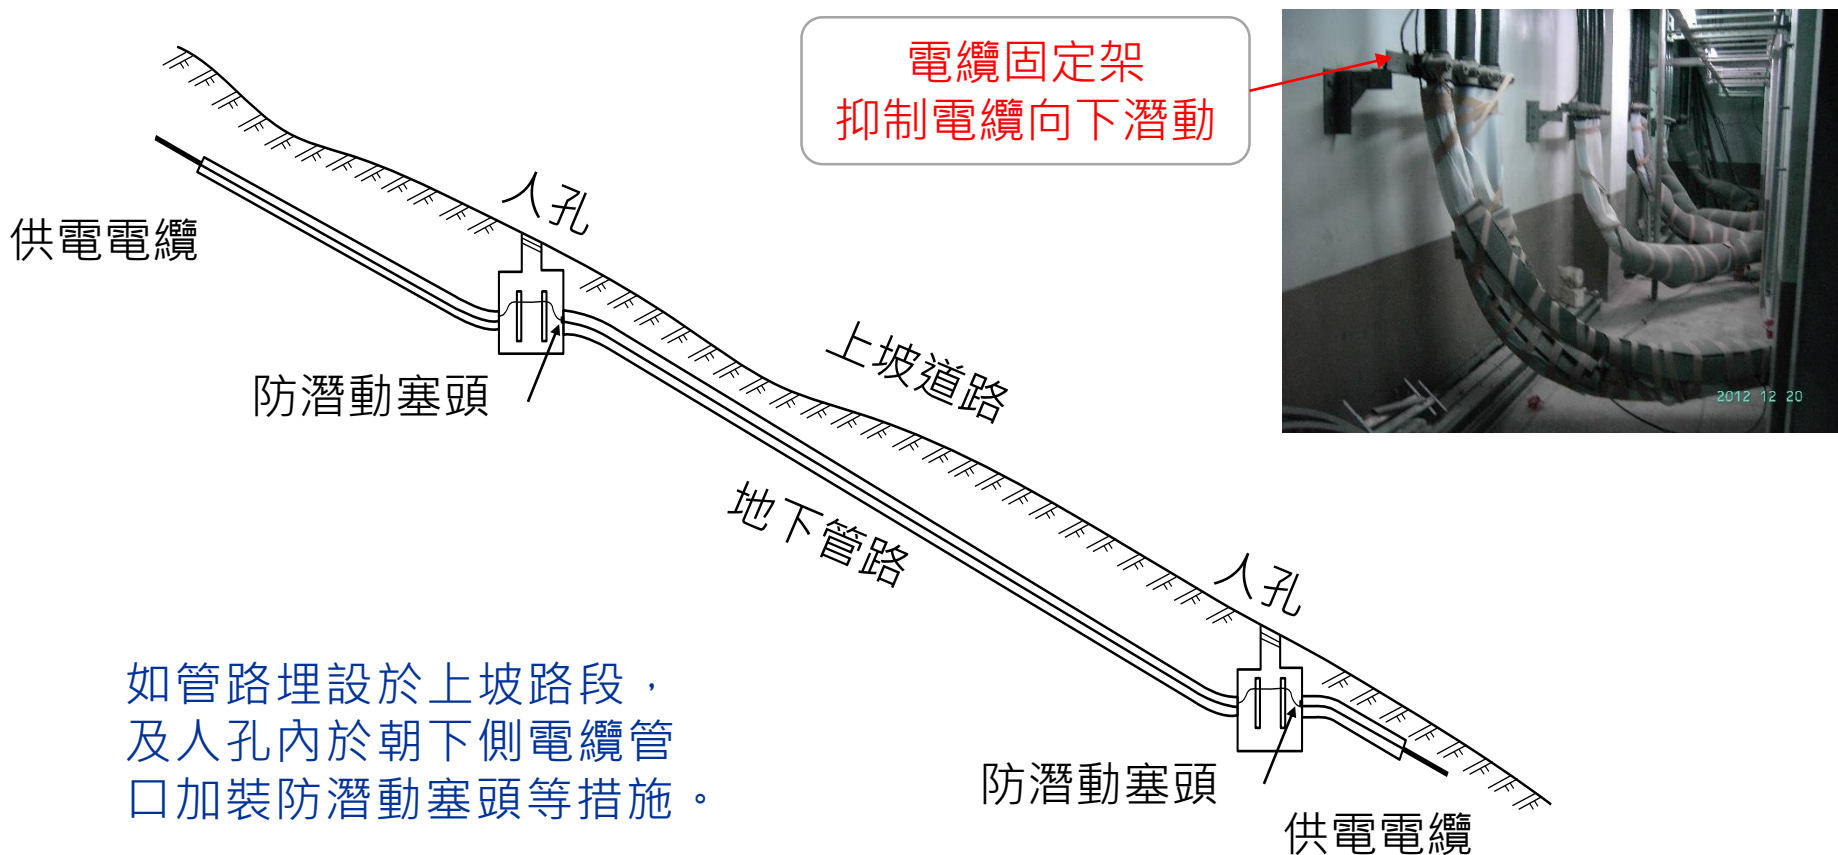 電纜固定架
抑制電纜向下潛動
2012 12 20
人孔
供電電纜
防潛動塞頭
上坡道路
地下管路
人孔
如管路埋設於上坡路段，
及人孔內於朝下側電纜管
口加裝防潛動塞頭等措施。
防潛動塞頭
供電電纜